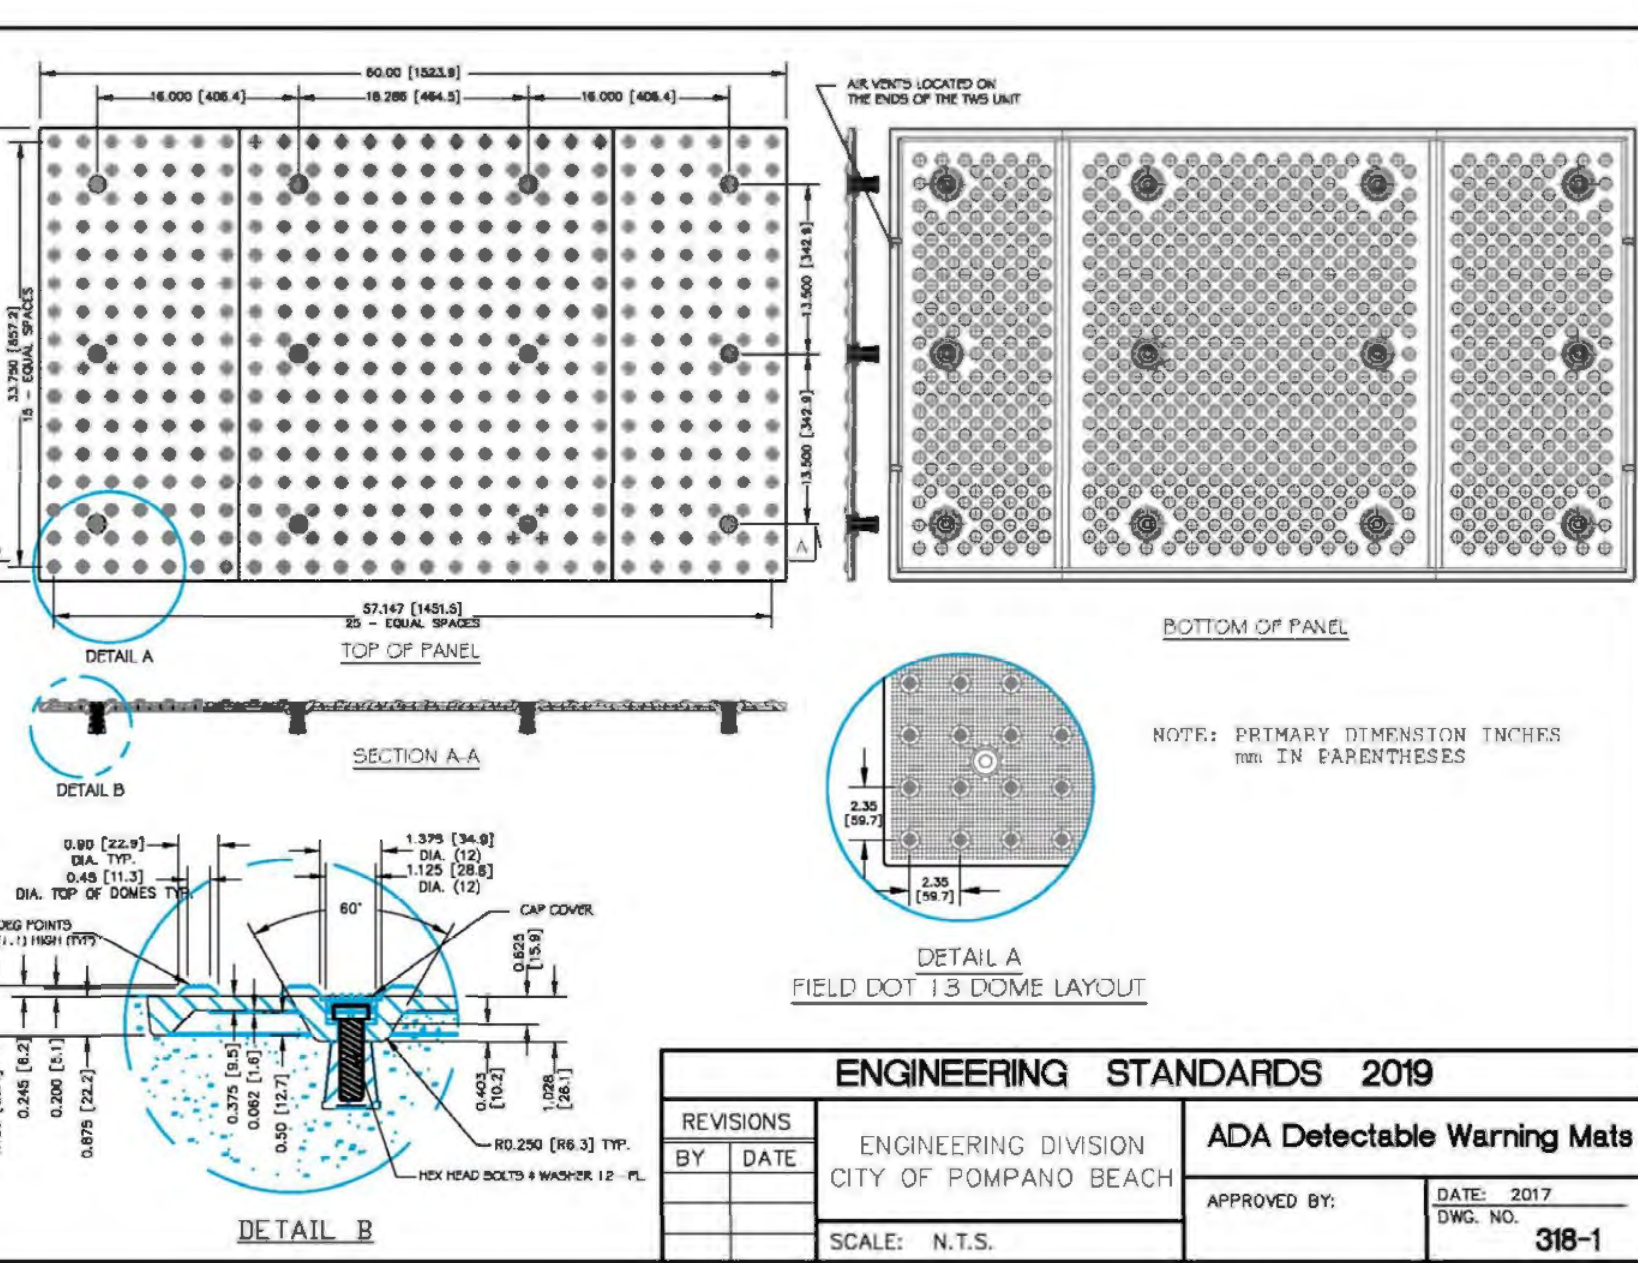 60.00 [1523.9]
16.000 [406.4]
18.286 [464.5]
16.000 [406.4]
AIR VENTS LOCATED ON
THE ENDS OF THE TWS UNIT
33.750 [857.2]
15 - EQUAL SPACES
13.500 [342.9]
13.500 [342.9]
A
57.147 [1451.5]
25 - EQUAL SPACES
DETAIL A
TOP OF PANEL
BOTTOM OF PANEL
SECTION A-A
DETAIL B
NOTE: PRIMARY DIMENSION INCHES
mm IN PARENTHESES
2.35
[59.7]
2.35
[59.7]
DETAIL A
FIELD DOT 13 DOME LAYOUT
0.90 [22.9]
DIA. TYP.
0.45 [11.3]
DIA. TOP OF DOMES TYP.
1.375 [34.9]
DIA. (12)
1.125 [28.6]
DIA. (12)
60°
CAP COVER
DEG POINTS
HIGH (TYP)
0.625
[15.9]
0.245 [6.2]
0.200 [5.1]
0.875 [22.2]
0.375 [9.5]
0.062 [1.6]
0.50 [12.7]
0.403
[10.2]
1.028
[26.1]
R0.250 [R6.3] TYP.
HEX HEAD BOLTS & WASHER 12 PL
DETAIL B
ENGINEERING STANDARDS 2019
REVISIONS
BY DATE
ENGINEERING DIVISION
CITY OF POMPANO BEACH
SCALE: N.T.S.
ADA Detectable Warning Mats
APPROVED BY:
DATE: 2017
DWG. NO.
318-1